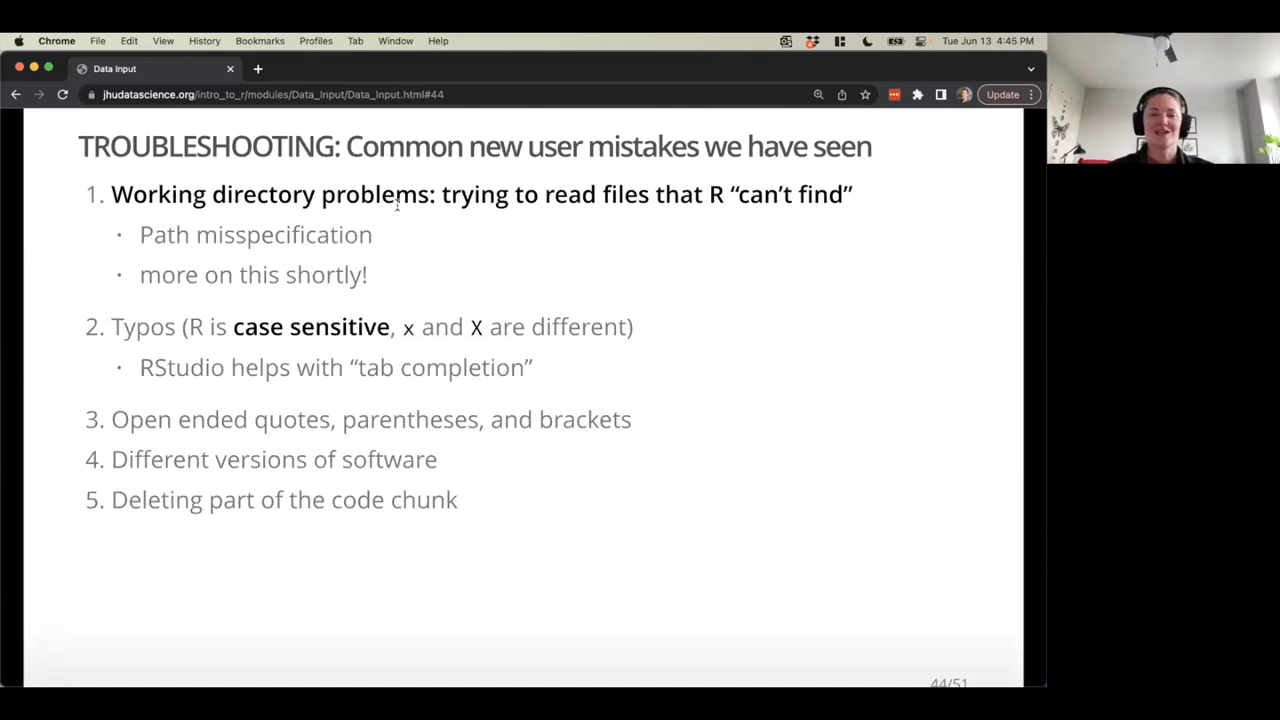 Chrome File Edit View History Bookmarks Profiles Tab Window Help Tue Jun 13 4:45 PM
Data Input
jhudatascience.org/intro_to_r/modules/Data_Input/Data_Input.html#44 Update
TROUBLESHOOTING: Common new user mistakes we have seen
1. Working directory problems: trying to read files that R “can’t find”
· Path misspecification
· more on this shortly!
2. Typos (R is case sensitive, x and X are different)
· RStudio helps with “tab completion”
3. Open ended quotes, parentheses, and brackets
4. Different versions of software
5. Deleting part of the code chunk
44/51